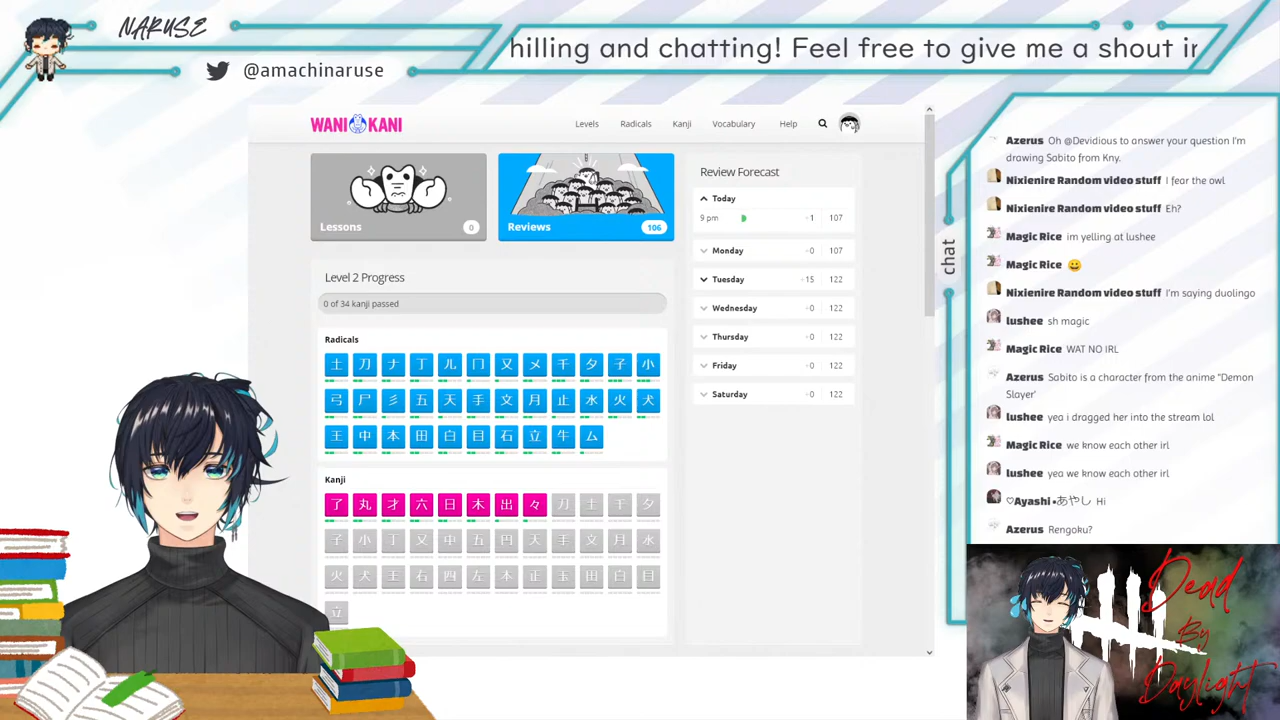 NARUSE
@amachinaruse
hilling and chatting! Feel free to give me a shout in
WANI KANI
Levels
Radicals
Kanji
Vocabulary
Help
Lessons
0
Reviews
106
Review Forecast
Today
9 pm
+1
107
Monday
+0
107
Tuesday
+15
122
Wednesday
+0
122
Thursday
+0
122
Friday
+0
122
Saturday
+0
122
Level 2 Progress
0 of 34 kanji passed
Radicals
土 刀 ナ 丁 ル 冂 又 メ 千 夕 子 小
弓 尸 彡 五 天 手 文 月 止 水 火 犬
王 中 本 田 白 目 石 立 牛 ム
Kanji
了 丸 才 六 日 木 出 々 刀 土 千 夕
子 小 丁 又 中 五 円 天 手 文 月 水
火 犬 王 右 四 左 本 正 玉 田 白 目
立
chat
Azerus Oh @Devidious to answer your question I'm
drawing Sabito from Kny.
Nixienire Random video stuff I fear the owl
Nixienire Random video stuff Eh?
Magic Rice im yelling at lushee
Magic Rice
Nixienire Random video stuff I'm saying duolingo
lushee sh magic
Magic Rice WAT NO IRL
Azerus Sabito is a character from the anime "Demon
Slayer'
lushee yea i dragged her into the stream lol
Magic Rice we know each other irl
lushee yea we know each other irl
♡Ayashi •あやし Hi
Azerus Rengoku?
Dead
By
Daylight